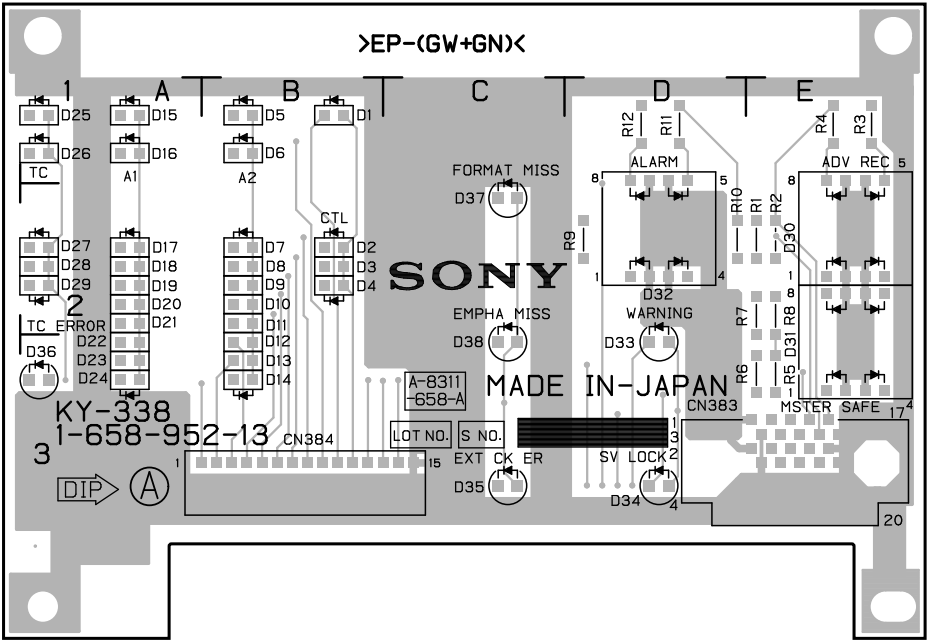 >EP-(GW+GN)<
1 A B C D E
D25 D15 D5 D1 R12 R11 R4 R3
D26 D16 D6
TC A1 A2 FORMAT MISS ALARM ADV REC 5
D37 8 5 8
CTL R9 R10 R1 R2
D27 D17 D7 D2 D30
D28 D18 D8 D3
D29 D19 D9 D4 SONY 1 4 1
2 D20 D10 D32 8
TC ERROR D21 D11 EMPHA MISS WARNING R7 R8
D36 D22 D12 D38 D33 D31
D23 D13
D24 D14 A-8311 MADE IN-JAPAN R6 R5 1
-658-A CN383 MSTER SAFE 17 4
KY-338
1-658-952-13 CN384 LOT NO. S NO. 1
3 3
1 15 EXT CK ER SV LOCK 2
DIP A D35 D34 4
20